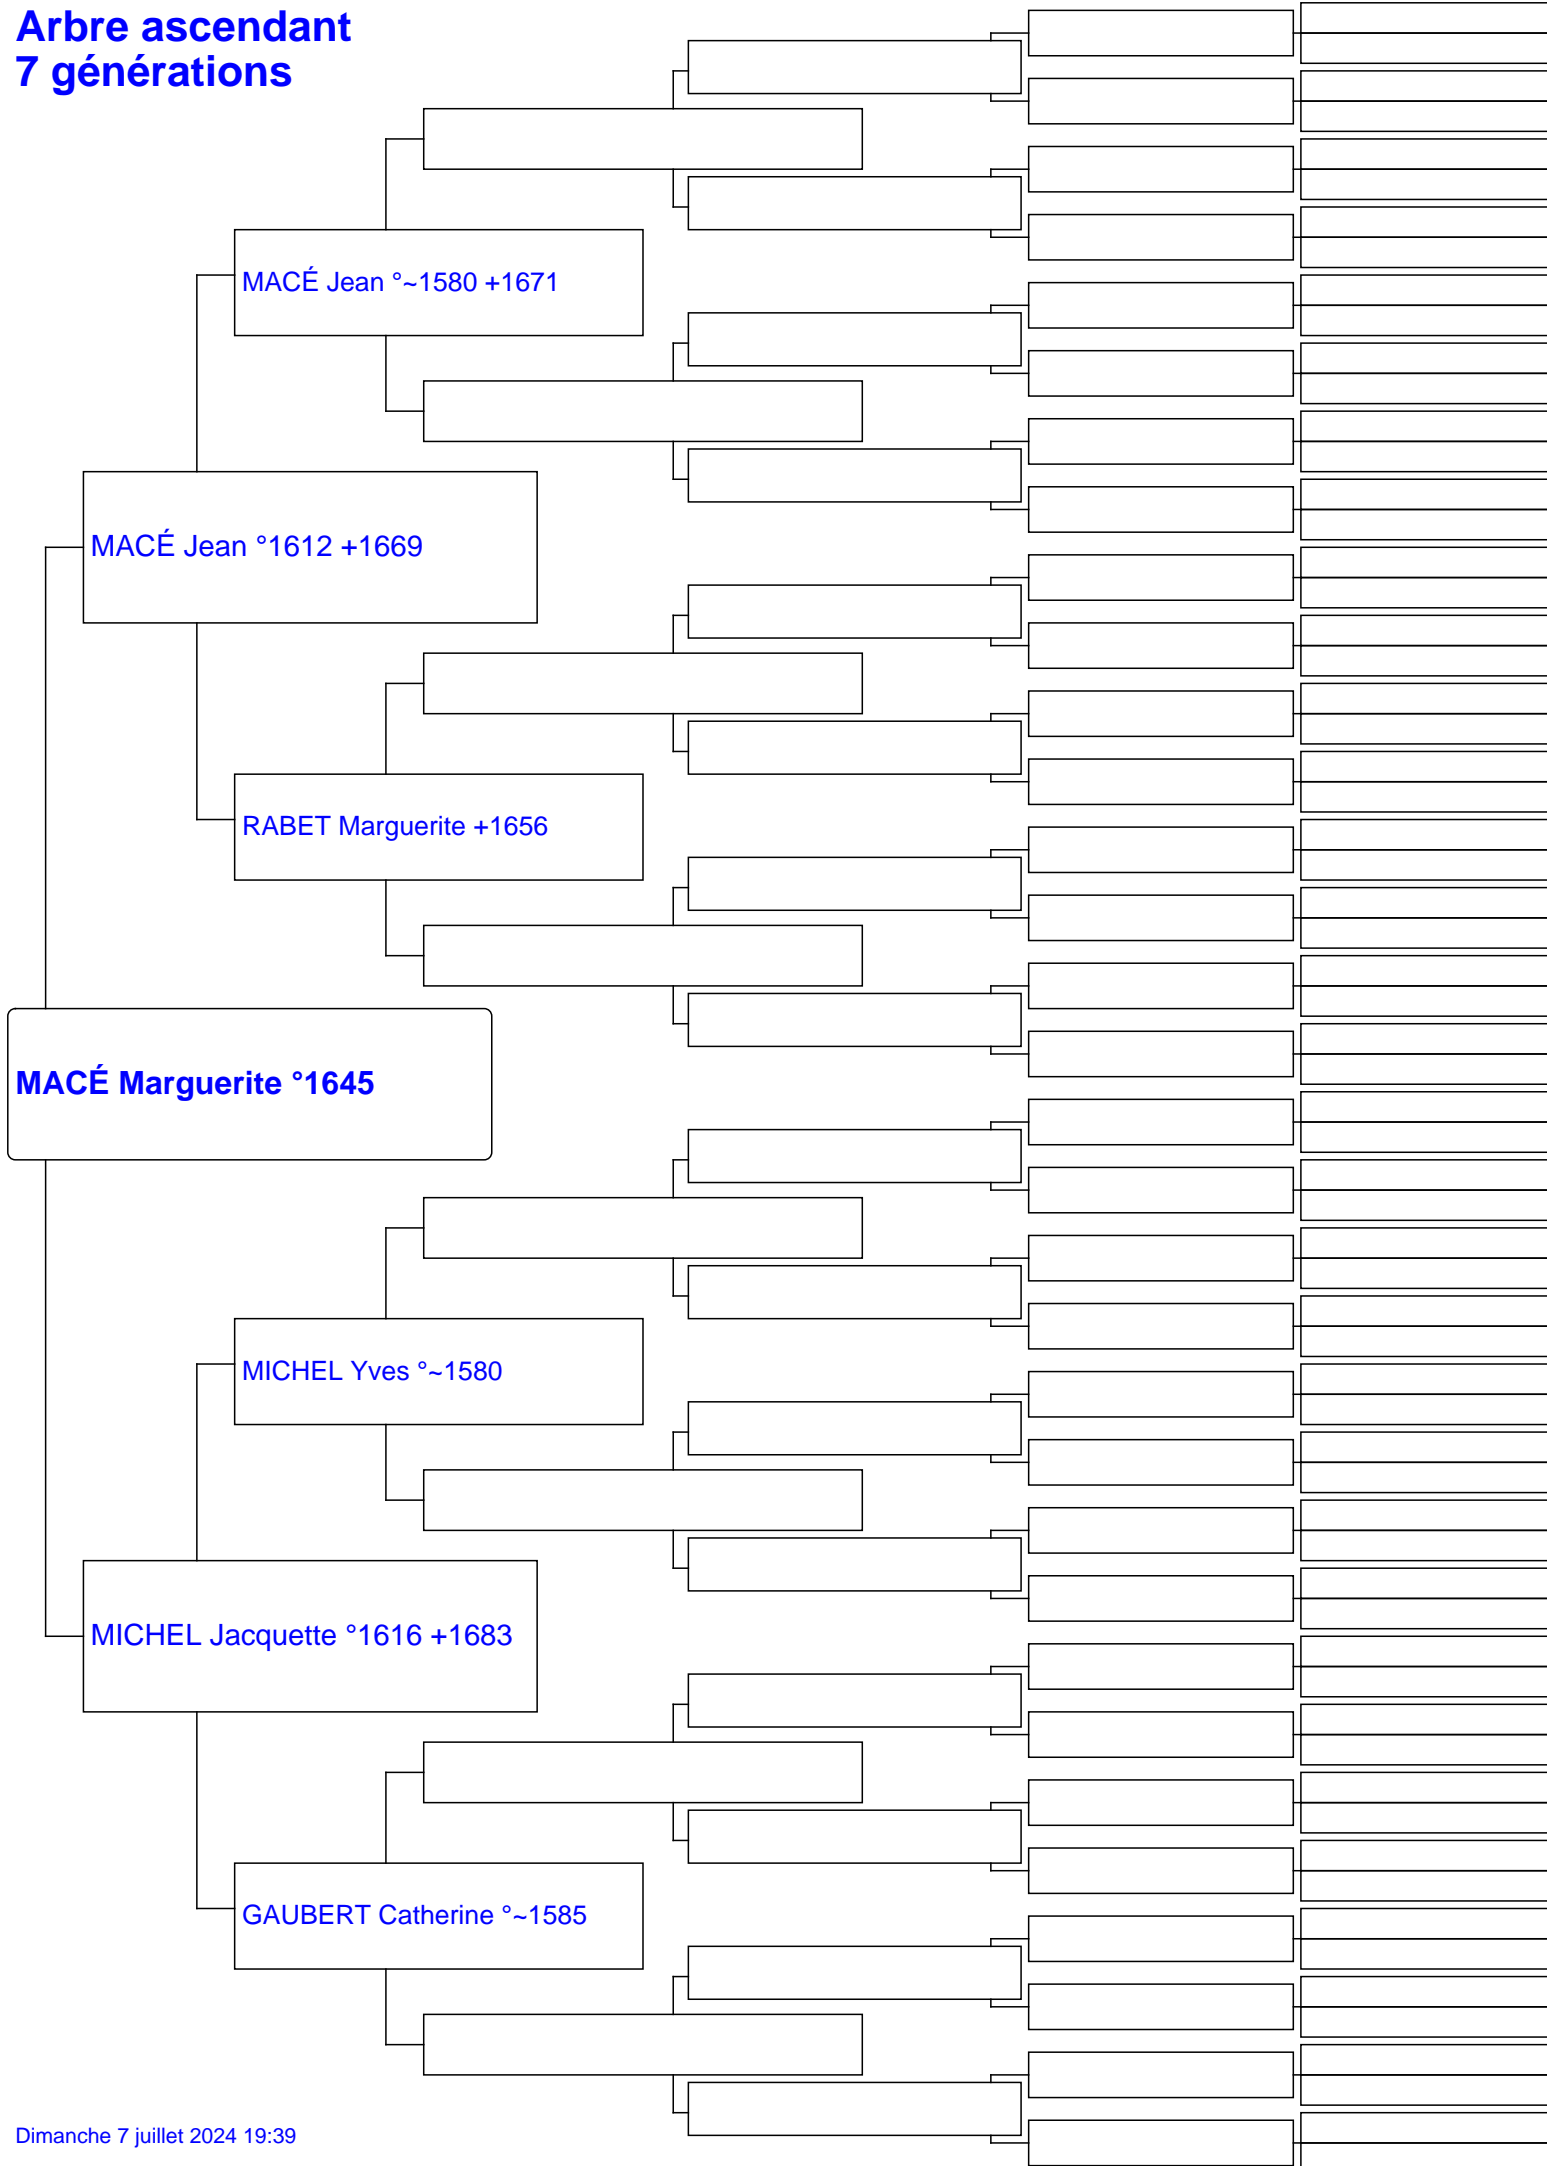 Arbre ascendant
7 générations
MACÉ Jean °~1580 +1671
MACÉ Jean °1612 +1669
RABET Marguerite +1656
MACÉ Marguerite °1645
MICHEL Yves °~1580
MICHEL Jacquette °1616 +1683
GAUBERT Catherine °~1585
Dimanche 7 juillet 2024 19:39